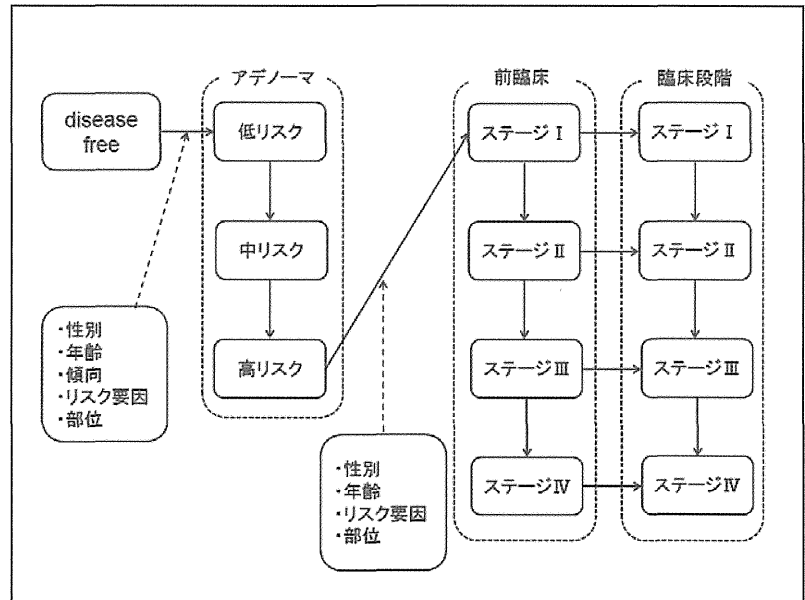 アデノーマ
前臨床
臨床段階
disease
free
低リスク
中リスク
高リスク
ステージⅠ
ステージⅡ
ステージⅢ
ステージⅣ
ステージⅠ
ステージⅡ
ステージⅢ
ステージⅣ
・性別
・年齢
・傾向
・リスク要因
・部位
・性別
・年齢
・リスク要因
・部位